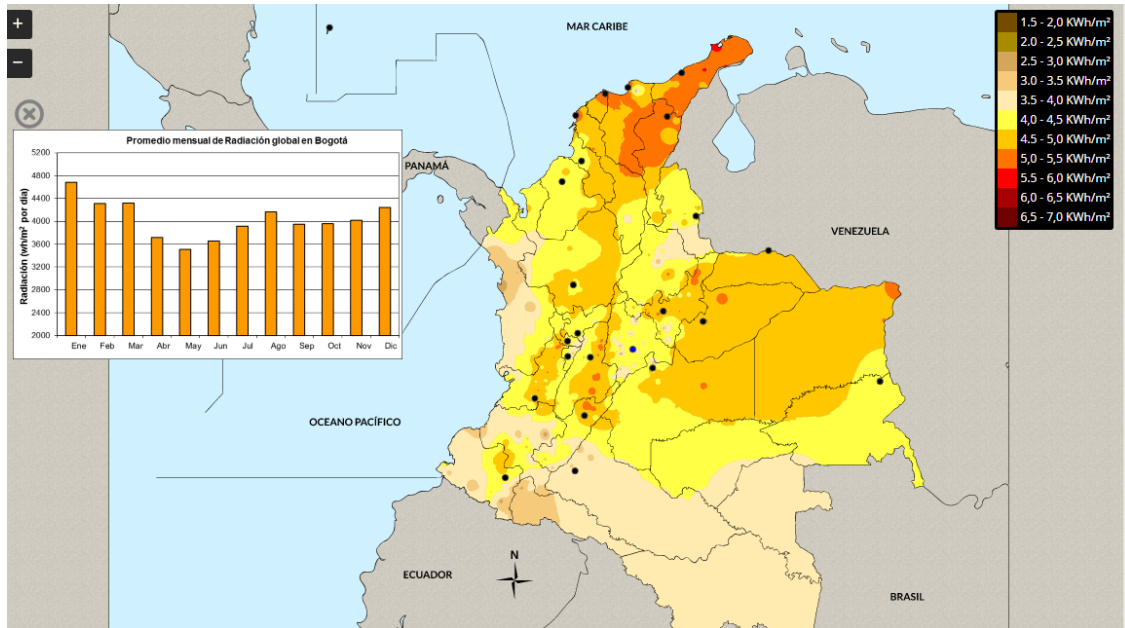 +
−
MAR CARIBE
1.5 - 2,0 KWh/m²
2.0 - 2,5 KWh/m²
2.5 - 3,0 KWh/m²
3.0 - 3.5 KWh/m²
3.5 - 4,0 KWh/m²
4,0 - 4,5 KWh/m²
4.5 - 5,0 KWh/m²
5,0 - 5,5 KWh/m²
5.5 - 6,0 KWh/m²
6,0 - 6,5 KWh/m²
6,5 - 7,0 KWh/m²
Promedio mensual de Radiación global en Bogotá
Radiación (wh/m² por día)
5200
4800
4400
4000
3600
3200
2800
2400
2000
Ene Feb Mar Abr May Jun Jul Ago Sep Oct Nov Dic
PANAMÁ
VENEZUELA
OCEANO PACÍFICO
N
ECUADOR
BRASIL